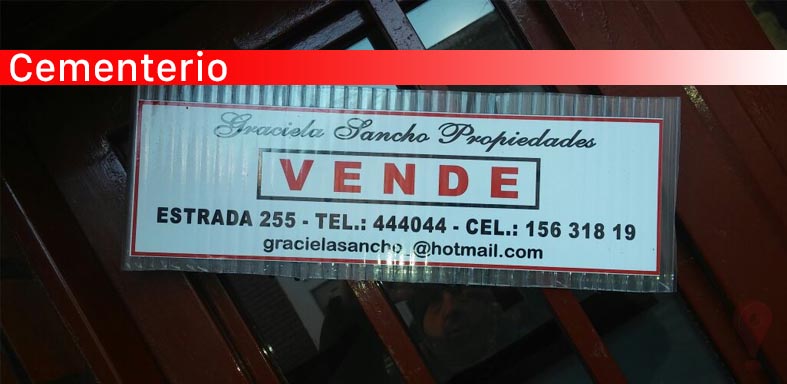 Cementerio
Graciela Sancho Propiedades
VENDE
ESTRADA 255 - TEL.: 444044 - CEL.: 156 318 19
gracielasancho_@hotmail.com